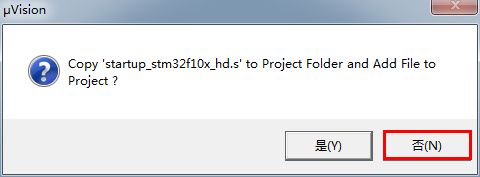 μVision
Copy 'startup_stm32f10x_hd.s' to Project Folder and Add File to
Project ?
是(Y)
否(N)